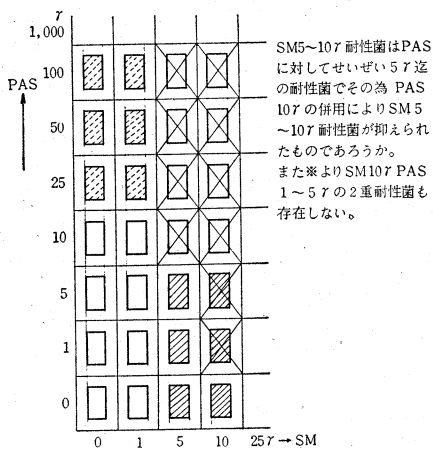 γ
1,000
100
50
25
10
5
1
0
PAS
0 1 5 10 25γ→SM
SM5~10γ耐性菌はPAS
に対してせいぜい5γ迄
の耐性菌でその為 PAS
10γの併用によりSM5
~10γ耐性菌が抑えられ
たものであろうか。
また※よりSM10γ PAS
1~5γの2重耐性菌も
存在しない。